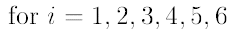 for i = 1, 2, 3, 4, 5, 6